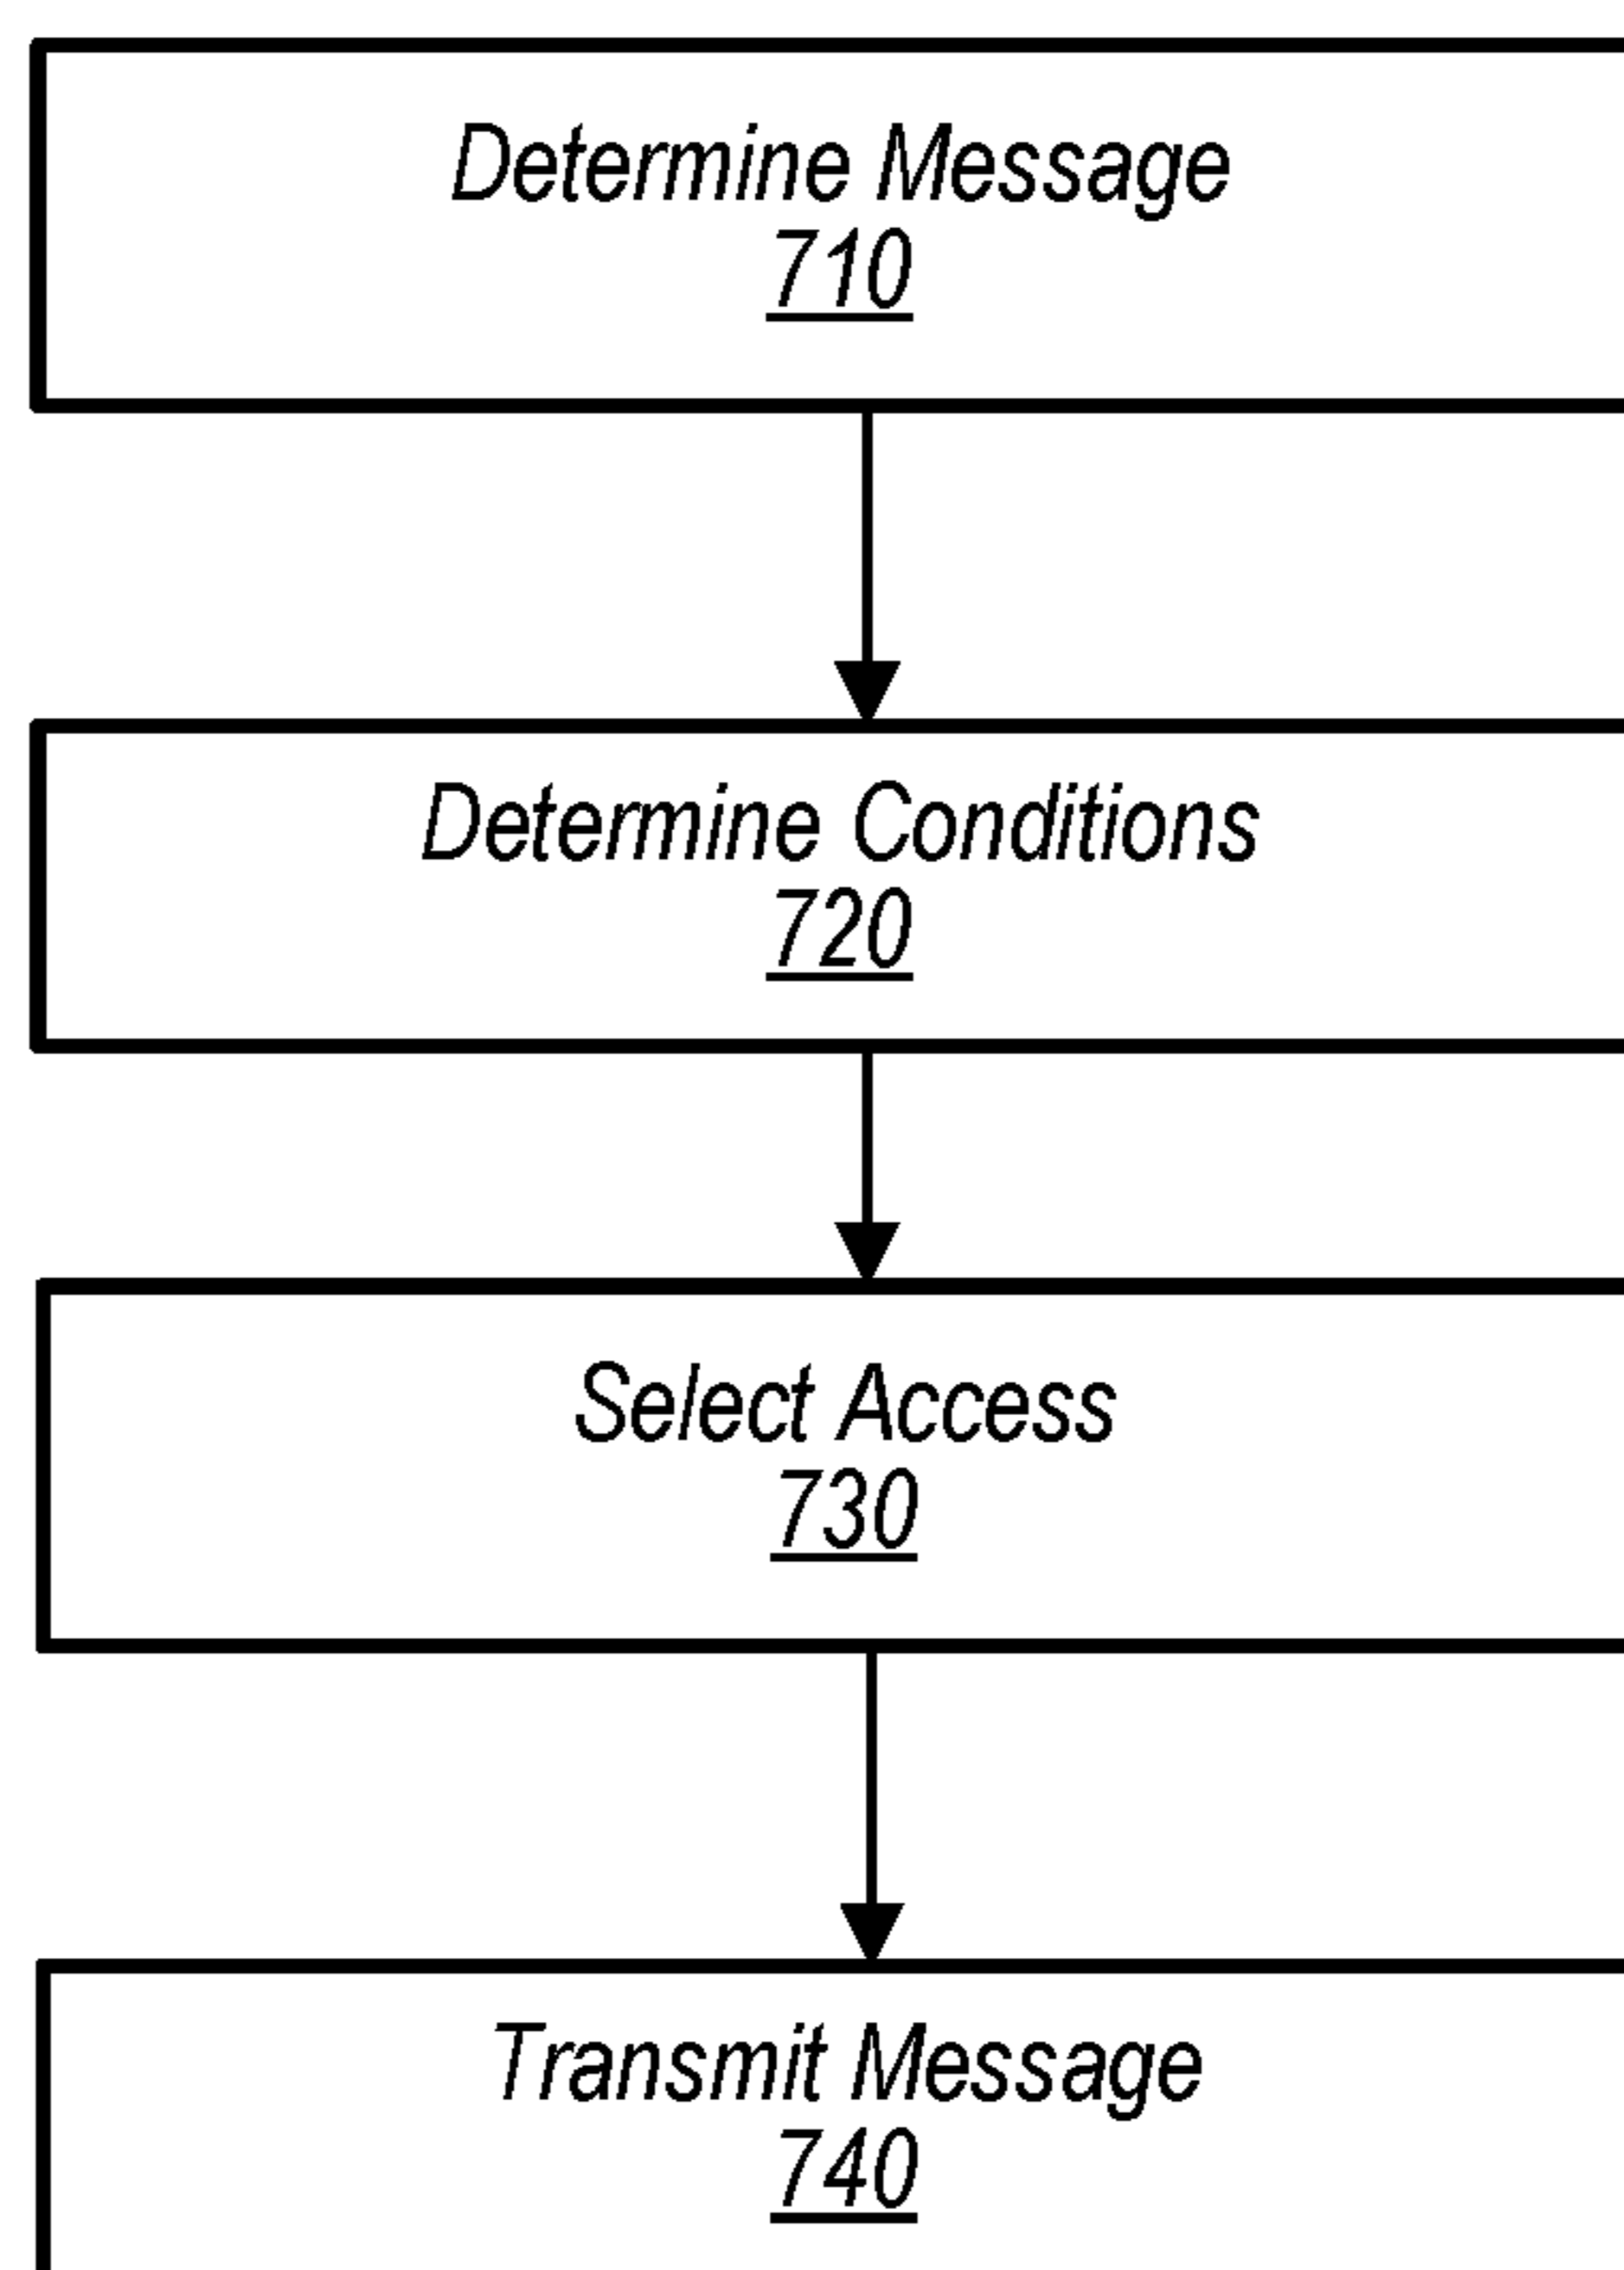 Determine Message
710
Determine Conditions
720
Select Access
730
Transmit Message
740